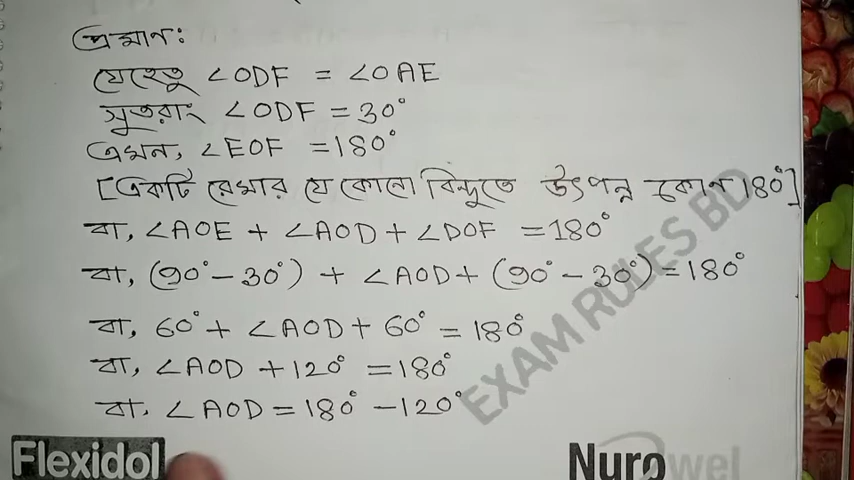 প্রমাণ:
যেহেতু ∠ODF = ∠OAE
সুতরাং ∠ODF = 30°
এখন, ∠EOF = 180°
[একটি রেখার যে কোনো বিন্দুতে উৎপন্ন কোণ 180°]
বা, ∠AOE + ∠AOD + ∠DOF = 180°
বা, (90° - 30°) + ∠AOD + (90° - 30°) = 180°
বা, 60° + ∠AOD + 60° = 180°
বা, ∠AOD + 120° = 180°
বা, ∠AOD = 180° - 120°
EXAM RULES BD
Flexidol Nurowel